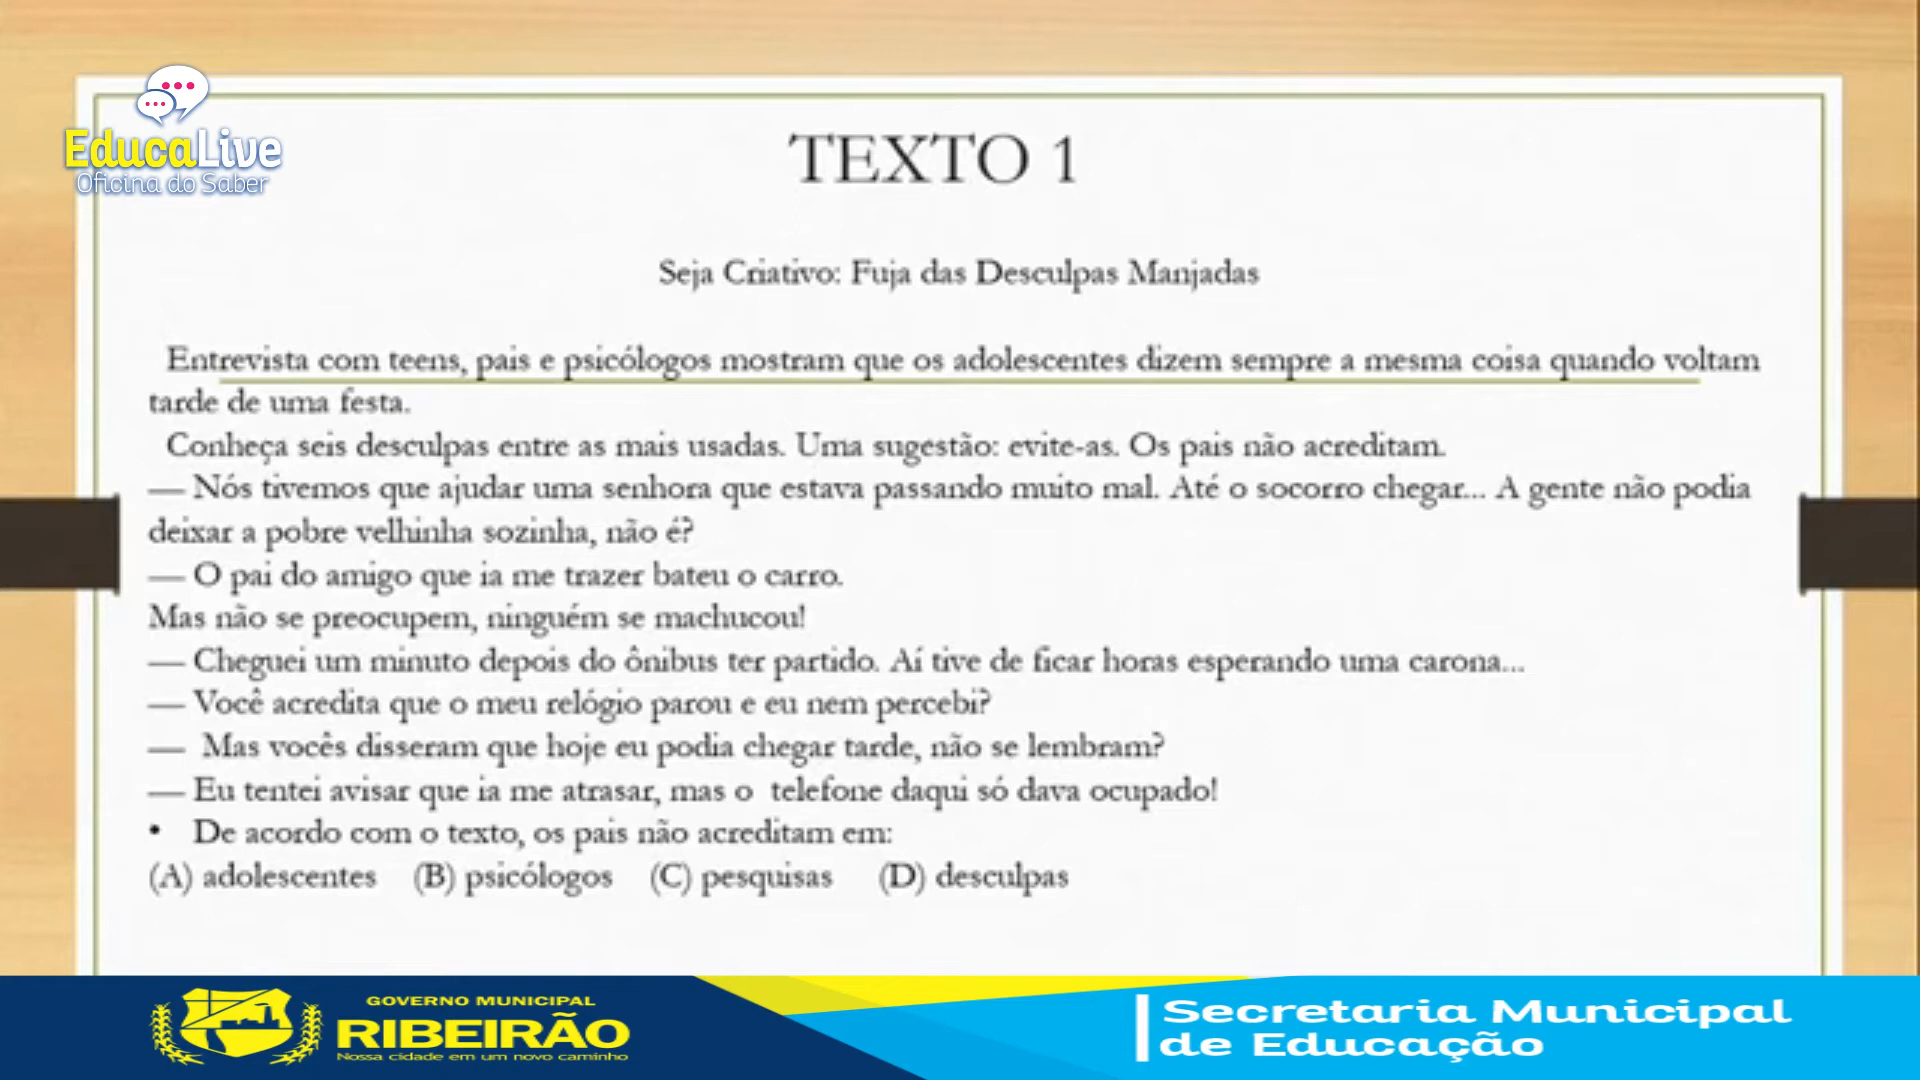 EducaLive
Oficina do Saber
TEXTO 1
Seja Criativo: Fuja das Desculpas Manjadas
Entrevista com teens, pais e psicólogos mostram que os adolescentes dizem sempre a mesma coisa quando voltam
tarde de uma festa.
Conheça seis desculpas entre as mais usadas. Uma sugestão: evite-as. Os pais não acreditam.
— Nós tivemos que ajudar uma senhora que estava passando muito mal. Até o socorro chegar... A gente não podia
deixar a pobre velhinha sozinha, não é?
— O pai do amigo que ia me trazer bateu o carro.
Mas não se preocupem, ninguém se machucou!
— Cheguei um minuto depois do ônibus ter partido. Aí tive de ficar horas esperando uma carona...
— Você acredita que o meu relógio parou e eu nem percebi?
— Mas vocês disseram que hoje eu podia chegar tarde, não se lembram?
— Eu tentei avisar que ia me atrasar, mas o telefone daqui só dava ocupado!
• De acordo com o texto, os pais não acreditam em:
(A) adolescentes (B) psicólogos (C) pesquisas (D) desculpas
GOVERNO MUNICIPAL
RIBEIRÃO
Nossa cidade em um novo caminho
Secretaria Municipal
de Educação